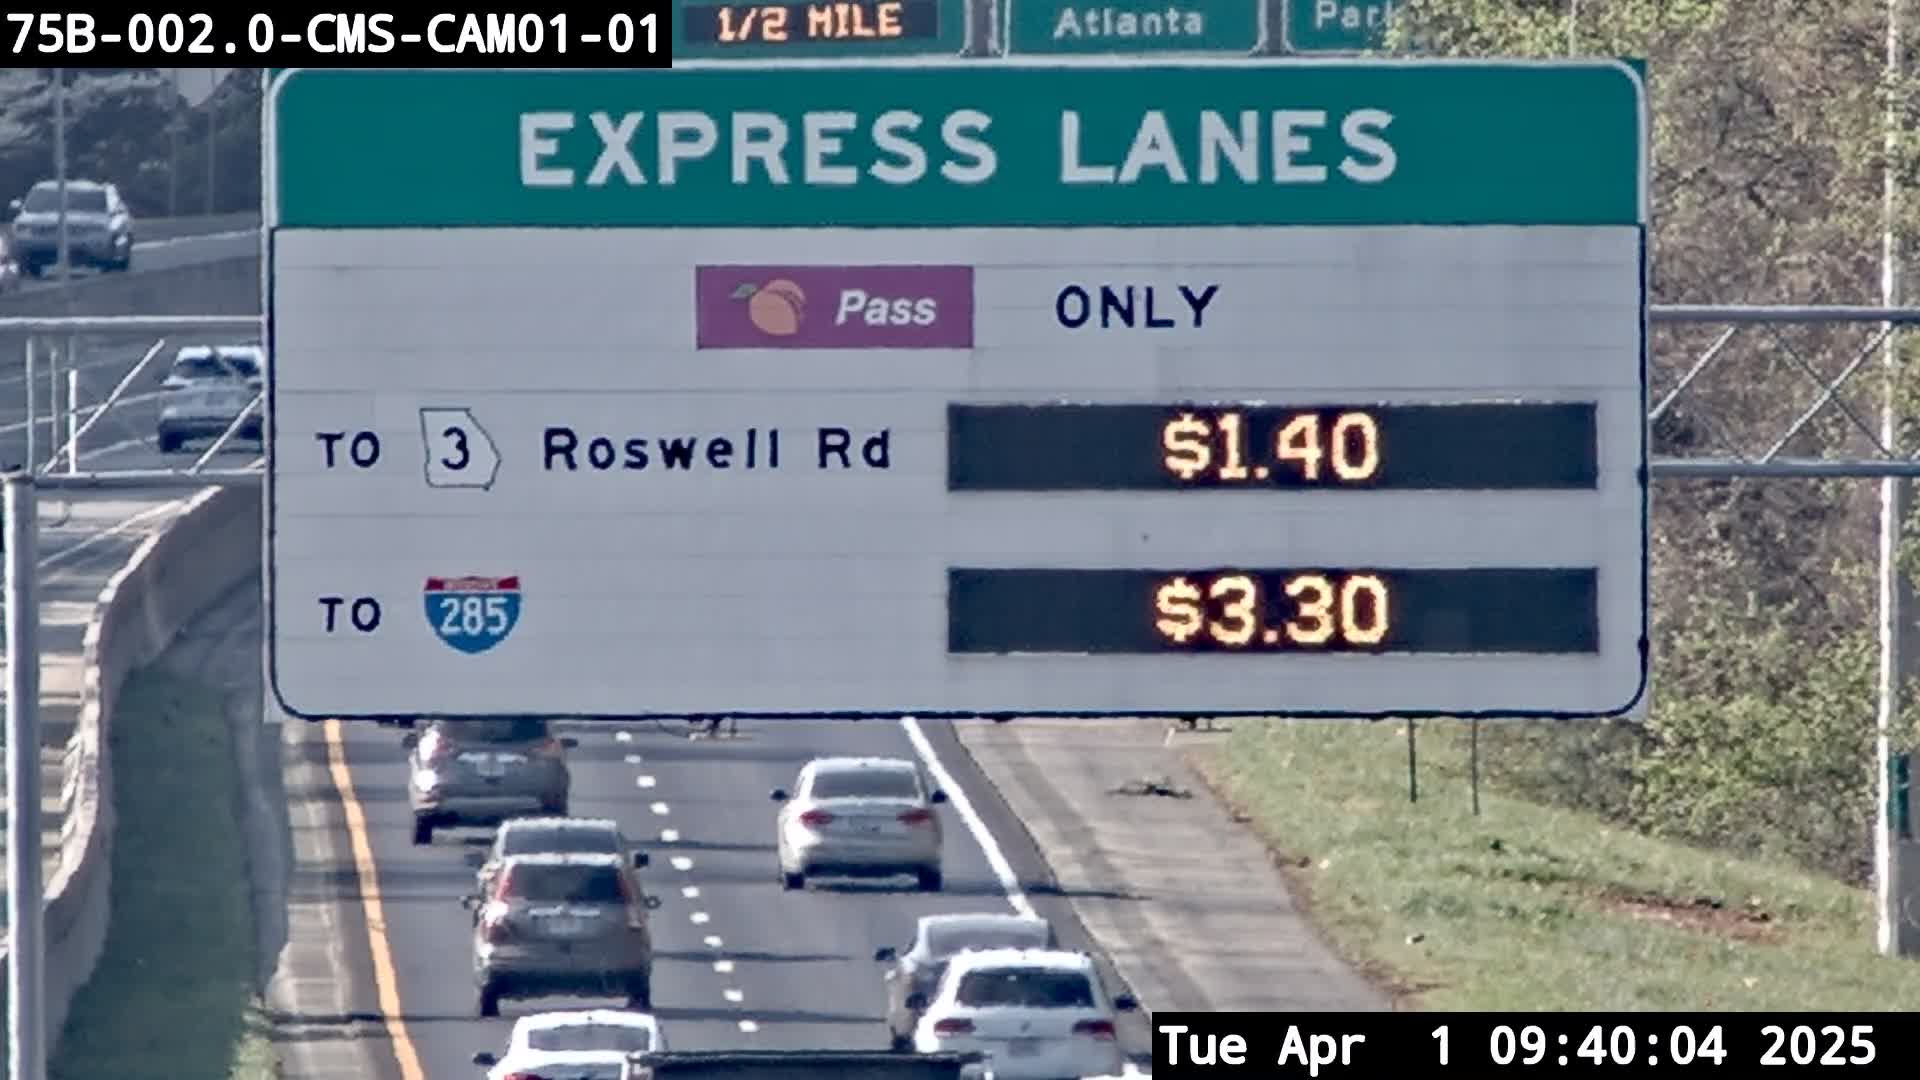 75B-002.0-CMS-CAM01-01
1/2 MILE
Atlanta
EXPRESS LANES
Pass ONLY
TO 3 Roswell Rd $1.40
TO 285 $3.30
Tue Apr 1 09:40:04 2025